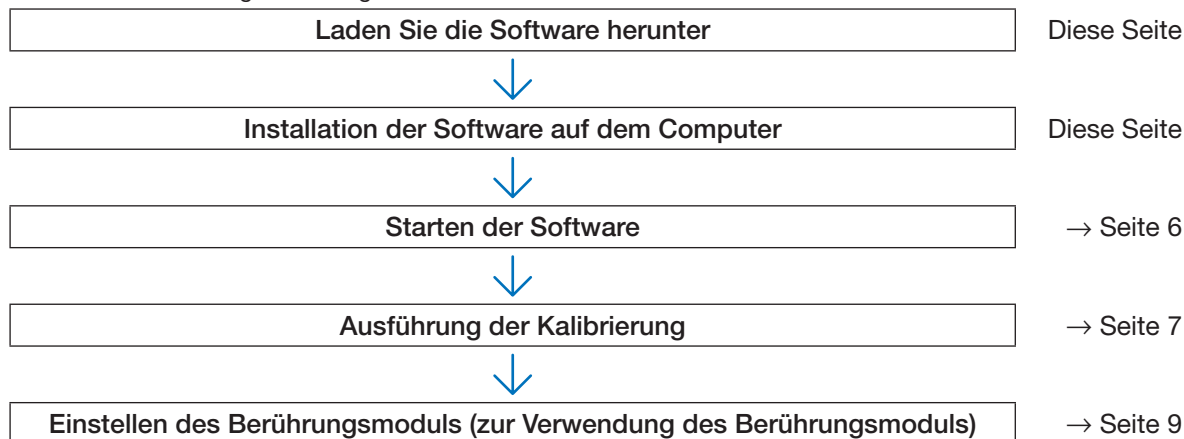 Laden Sie die Software herunter Diese Seite
Installation der Software auf dem Computer Diese Seite
Starten der Software → Seite 6
Ausführung der Kalibrierung → Seite 7
Einstellen des Berührungsmoduls (zur Verwendung des Berührungsmoduls) → Seite 9